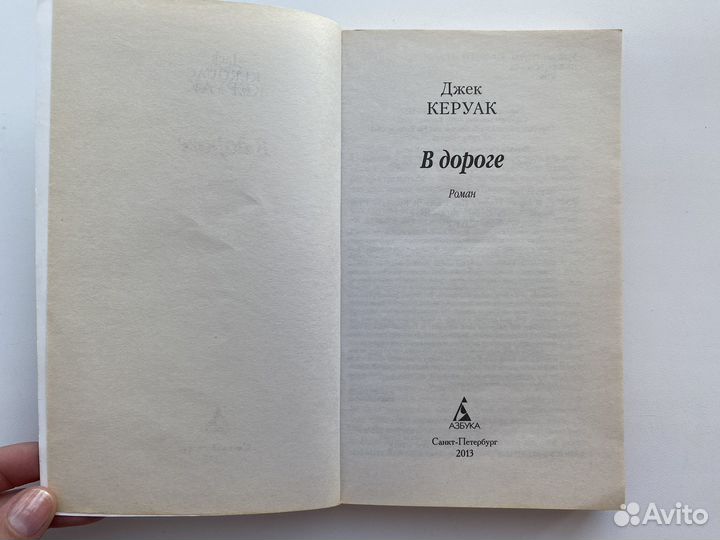 Джек
КЕРУАК
В дороге
Роман
АЗБУКА
Санкт-Петербург
2013
Avito